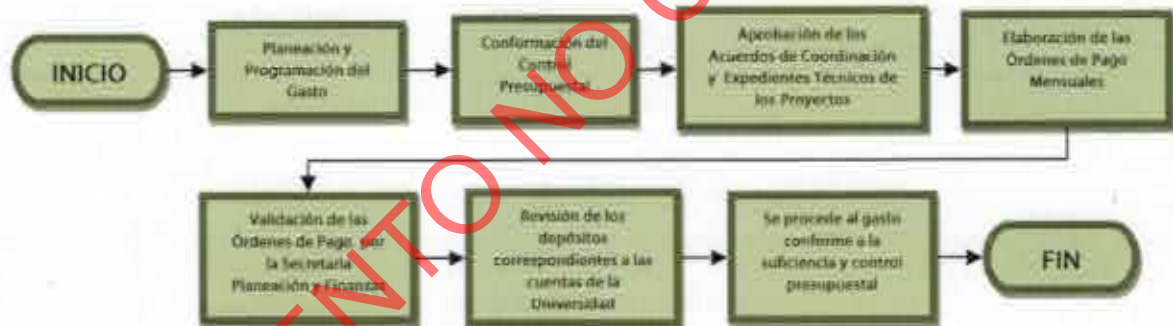 INICIO
Planeación y
Programación del
Gasto
Conformación del
Control
Presupuestal
Aprobación de los
Acuerdos de Coordinación
y Expedientes Técnicos de
los Proyectos
Elaboración de las
Órdenes de Pago
Mensuales
Validación de las
Órdenes de Pago por
la Secretaría
Planeación y Finanzas
Revisión de los
depósitos
correspondientes a las
cuentas de la
Universidad
Se procede al gasto
conforme a la
suficiencia y control
presupuestal
FIN
NTO NO